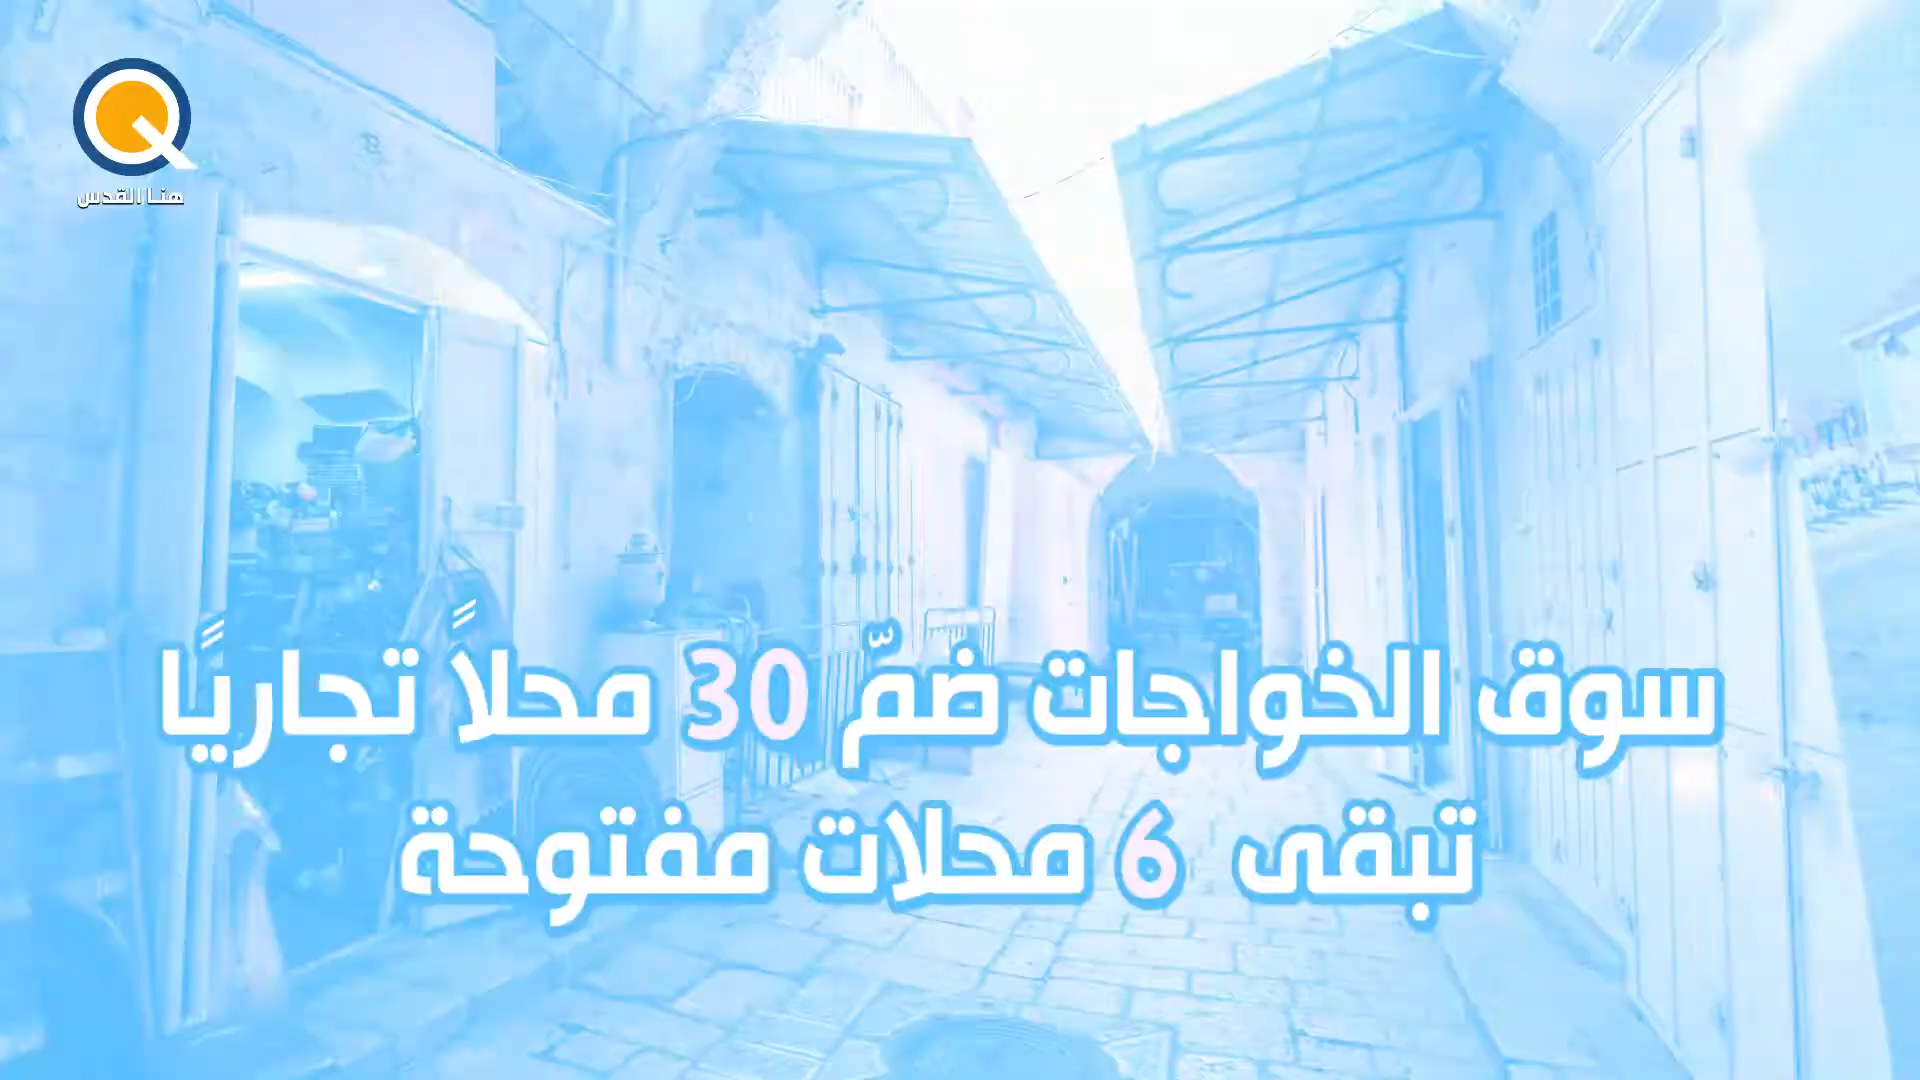 هنا القدس
سوق الخواجات ضمّ 30 محلاً تجاريًا
تبقى 6 محلات مفتوحة